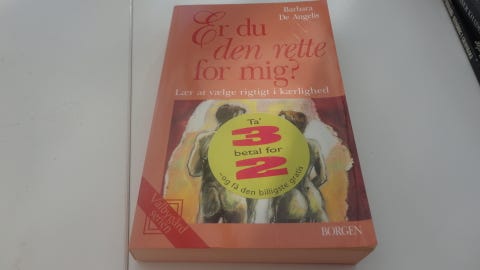 Barbara
De Angelis
Er du
den rette
for mig?
Lær at vælge rigtigt i kærlighed
Ta'
3
betal for
2
-og få den billigste gratis
BORGEN